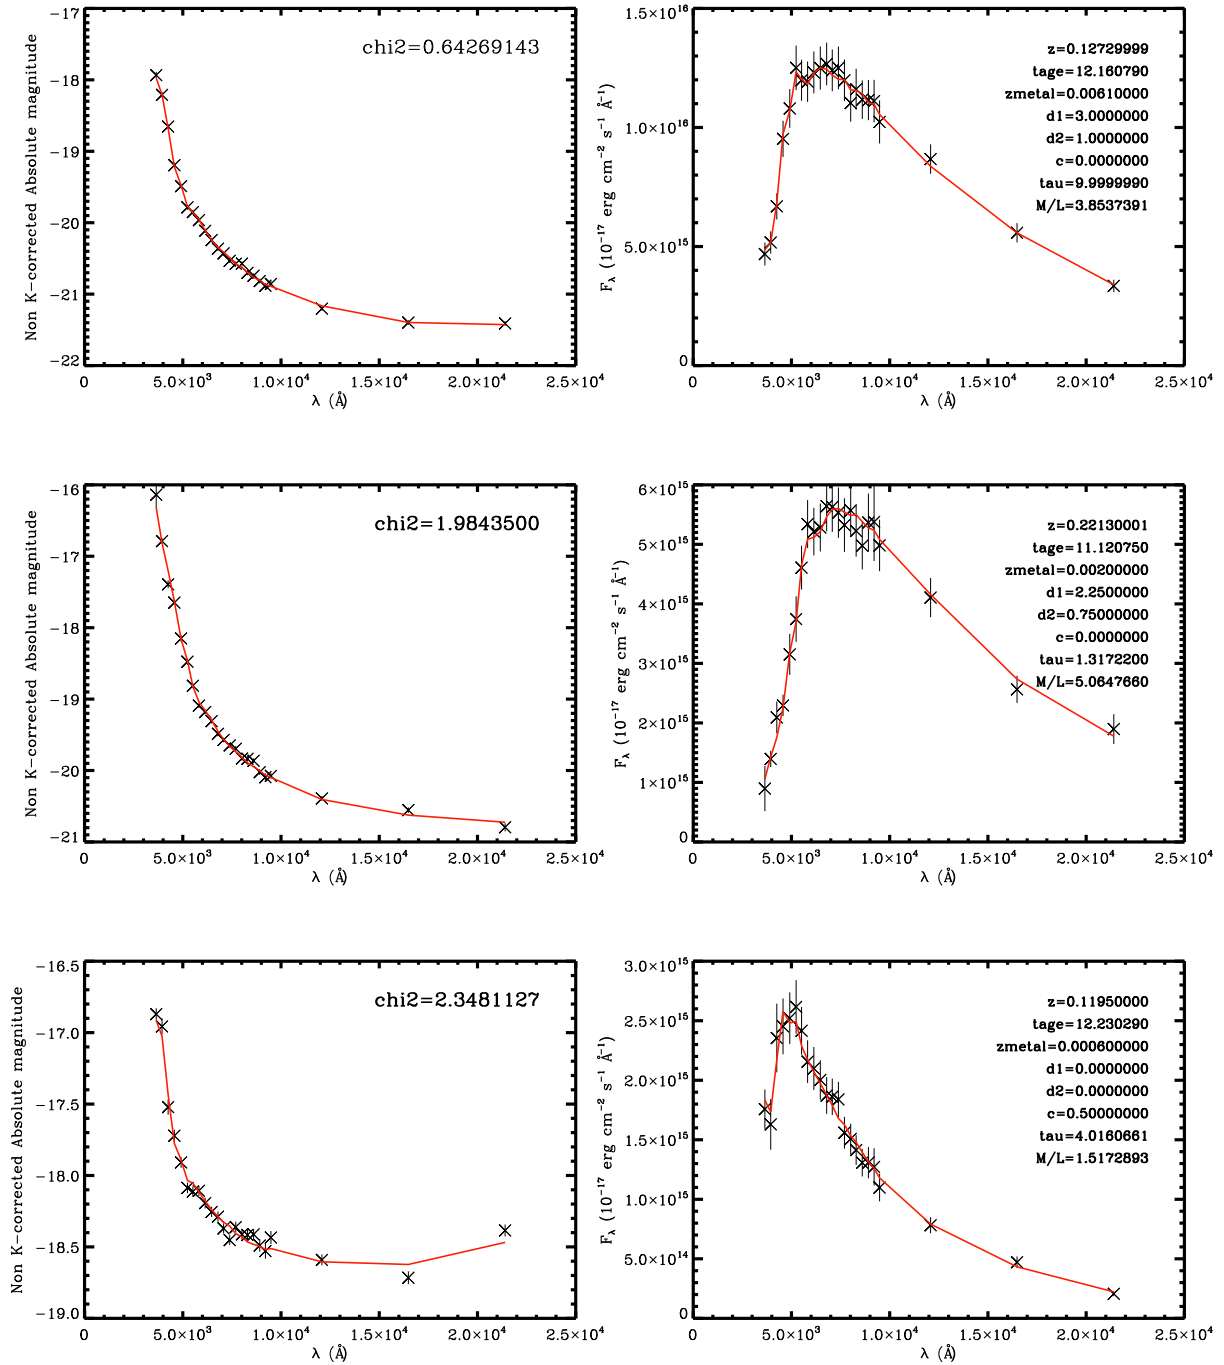 −17
−18
−19
−20
−21
−22
Non K−corrected Absolute magnitude
chi2=0.64269143
0 5.0×10³ 1.0×10⁴ 1.5×10⁴ 2.0×10⁴ 2.5×10⁴
λ (Å)
1.5×10¹⁶
1.0×10¹⁶
5.0×10¹⁵
0
F_λ (10⁻¹⁷ erg cm⁻² s⁻¹ Å⁻¹)
z=0.12729999
tage=12.160790
zmetal=0.00610000
d1=3.0000000
d2=1.0000000
c=0.0000000
tau=9.9999990
M/L=3.8537391
0 5.0×10³ 1.0×10⁴ 1.5×10⁴ 2.0×10⁴ 2.5×10⁴
λ (Å)
−16
−17
−18
−19
−20
−21
Non K−corrected Absolute magnitude
chi2=1.9843500
0 5.0×10³ 1.0×10⁴ 1.5×10⁴ 2.0×10⁴ 2.5×10⁴
λ (Å)
6×10¹⁵
5×10¹⁵
4×10¹⁵
3×10¹⁵
2×10¹⁵
1×10¹⁵
0
F_λ (10⁻¹⁷ erg cm⁻² s⁻¹ Å⁻¹)
z=0.22130001
tage=11.120750
zmetal=0.00200000
d1=2.2500000
d2=0.75000000
c=0.0000000
tau=1.3172200
M/L=5.0647660
0 5.0×10³ 1.0×10⁴ 1.5×10⁴ 2.0×10⁴ 2.5×10⁴
λ (Å)
−16.5
−17.0
−17.5
−18.0
−18.5
−19.0
Non K−corrected Absolute magnitude
chi2=2.3481127
0 5.0×10³ 1.0×10⁴ 1.5×10⁴ 2.0×10⁴ 2.5×10⁴
λ (Å)
3.0×10¹⁵
2.5×10¹⁵
2.0×10¹⁵
1.5×10¹⁵
1.0×10¹⁵
5.0×10¹⁴
0
F_λ (10⁻¹⁷ erg cm⁻² s⁻¹ Å⁻¹)
z=0.11950000
tage=12.230290
zmetal=0.000600000
d1=0.0000000
d2=0.0000000
c=0.50000000
tau=4.0160661
M/L=1.5172893
0 5.0×10³ 1.0×10⁴ 1.5×10⁴ 2.0×10⁴ 2.5×10⁴
λ (Å)